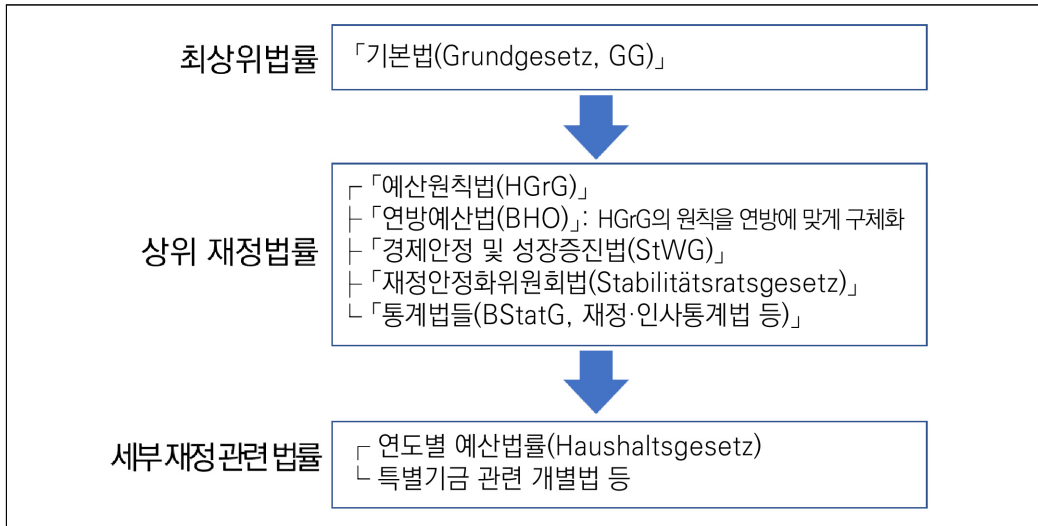 최상위법률
「기본법(Grundgesetz, GG)」
상위 재정법률
┌ 「예산원칙법(HGrG)」
├ 「연방예산법(BHO)」: HGrG의 원칙을 연방에 맞게 구체화
├ 「경제안정 및 성장증진법(StWG)」
├ 「재정안정화위원회법(Stabilitätsratsgesetz)」
└ 「통계법들(BStatG, 재정·인사통계법 등)」
세부 재정 관련 법률
┌ 연도별 예산법률(Haushaltsgesetz)
└ 특별기금 관련 개별법 등